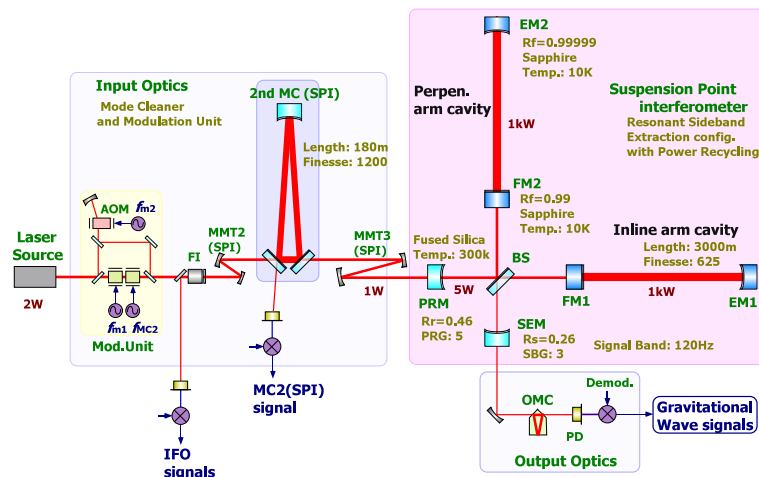 EM2
Rf=0.99999
Sapphire
Temp.: 10K
Input Optics
2nd MC (SPI)
Perpen.
arm cavity
Suspension Point
interferometer
Mode Cleaner
and Modulation Unit
Resonant Sideband
Extraction config.
with Power Recycling
1kW
Length: 180m
Finesse: 1200
AOM
fm2
FM2
Rf=0.99
Sapphire
Temp.: 10K
MMT2
(SPI)
MMT3
(SPI)
Laser
Source
FI
Fused Silica
Temp.: 300k
Inline arm cavity
Length: 3000m
Finesse: 625
BS
2W
1W
PRM
5W
FM1
1kW
EM1
fm1
fMC2
Mod.Unit
Rr=0.46
PRG: 5
SEM
Rs=0.26
SBG: 3
Signal Band: 120Hz
MC2(SPI)
signal
OMC
Demod.
PD
Gravitational
Wave signals
IFO
signals
Output Optics